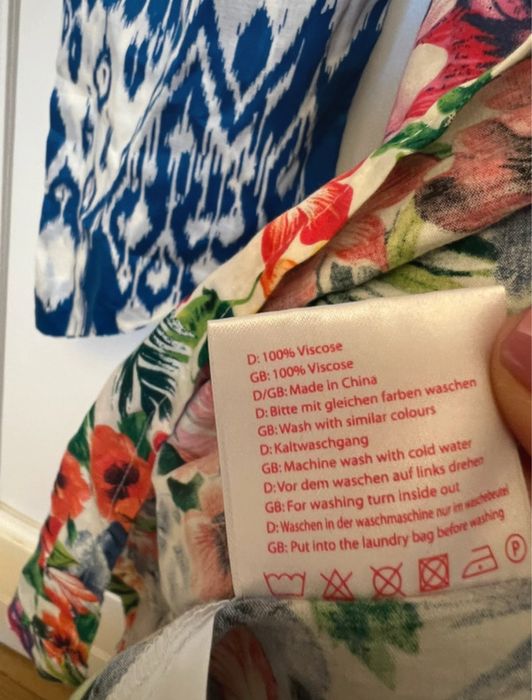 D: 100% Viscose
GB: 100% Viscose
D/GB: Made in China
D: Bitte mit gleichen farben waschen
GB: Wash with similar colours
D: Kaltwaschgang
GB: Machine wash with cold water
D: Vor dem waschen auf links drehen
GB: For washing turn inside out
D: Waschen in der waschmaschine nur im waschebeutel
GB: Put into the laundry bag before washing
P